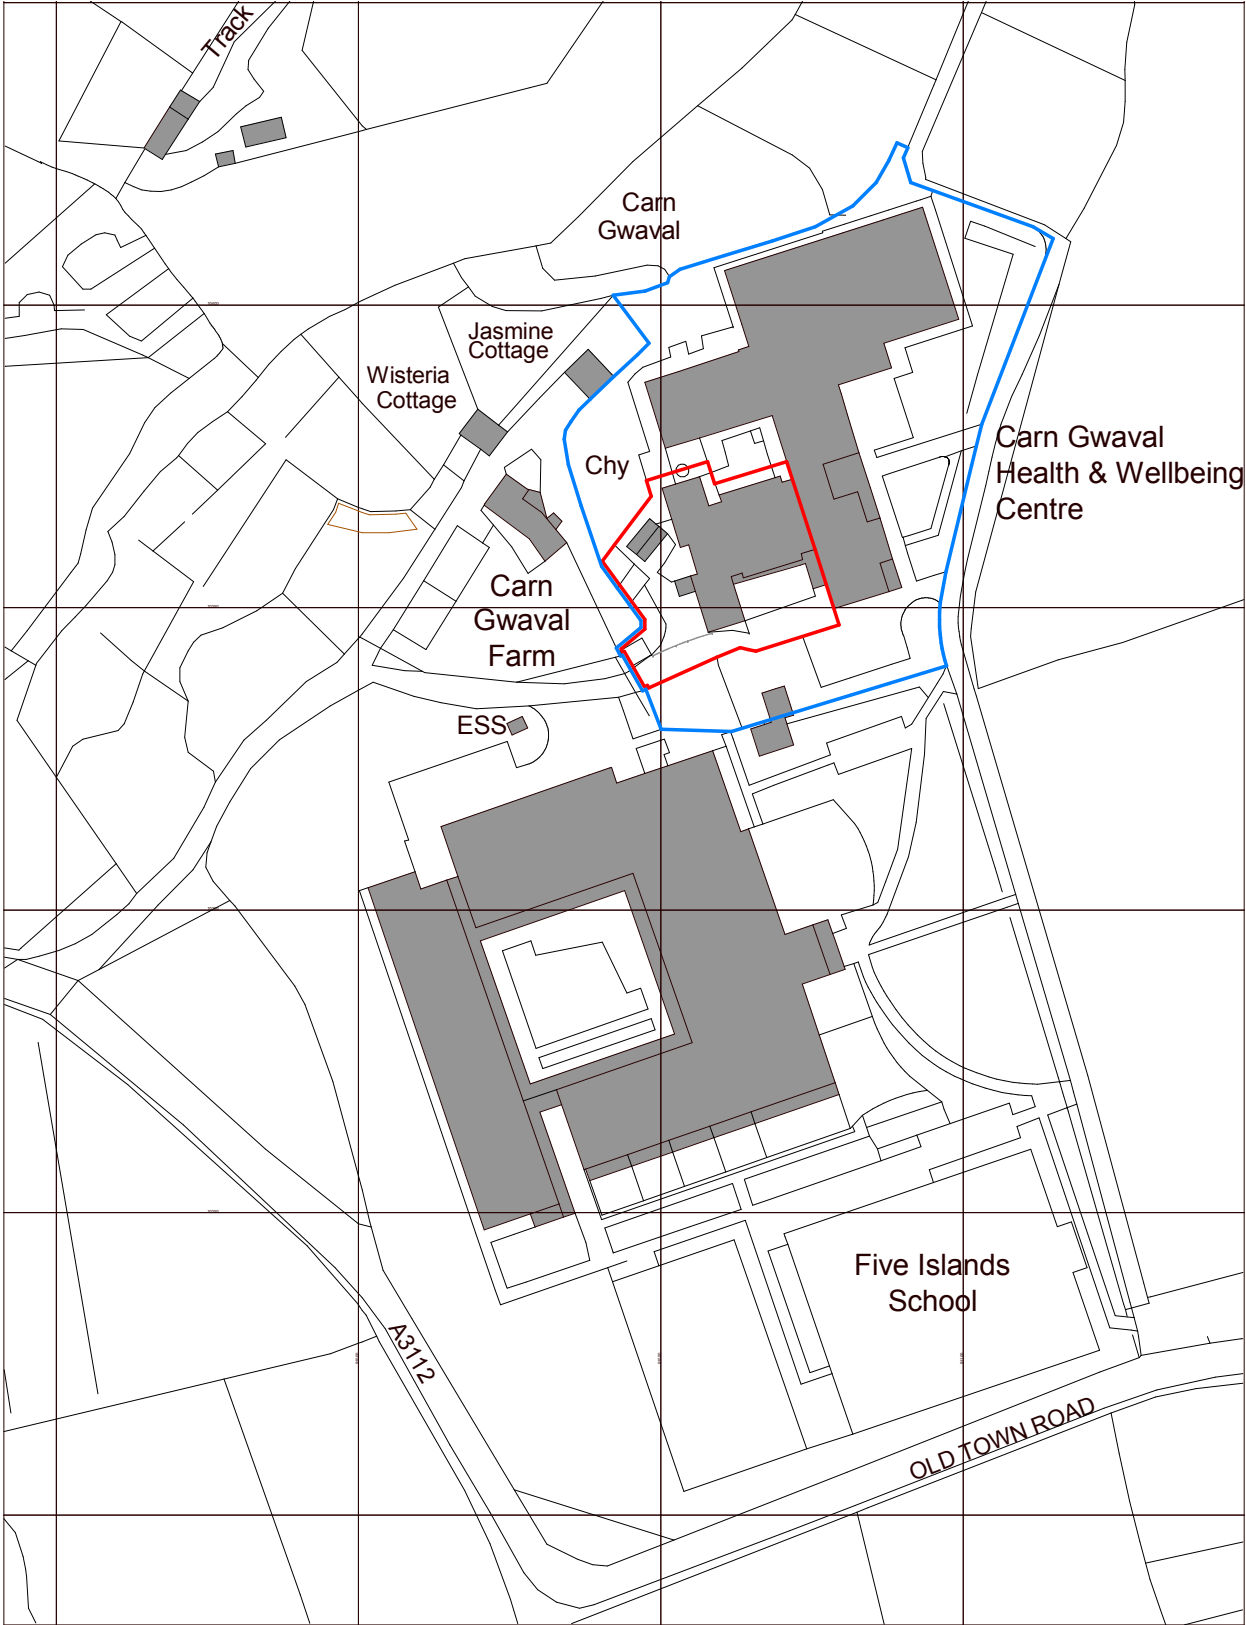 Track
Carn
Gwaval
Jasmine
Cottage
Wisteria
Cottage
Chy
Carn Gwaval
Health & Wellbeing
Centre
Carn
Gwaval
Farm
ESS
Five Islands
School
A3112
OLD TOWN ROAD